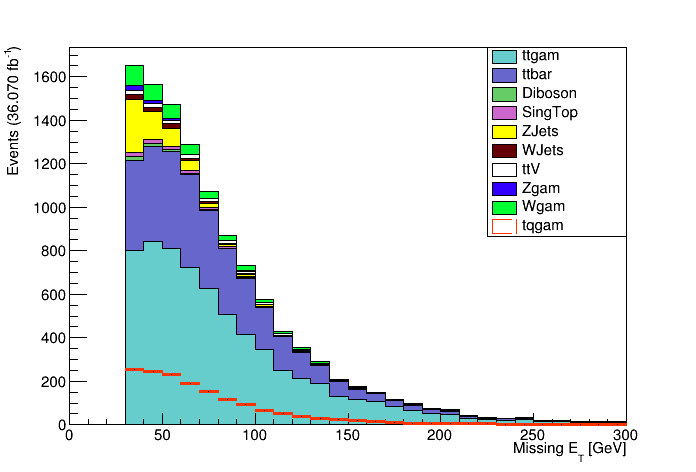 Events (36.070 fb⁻¹)
1600
1400
1200
1000
800
600
400
200
0
0 50 100 150 200 250 300
Missing E_T [GeV]
ttgam
ttbar
Diboson
SingTop
ZJets
WJets
ttV
Zgam
Wgam
tqgam